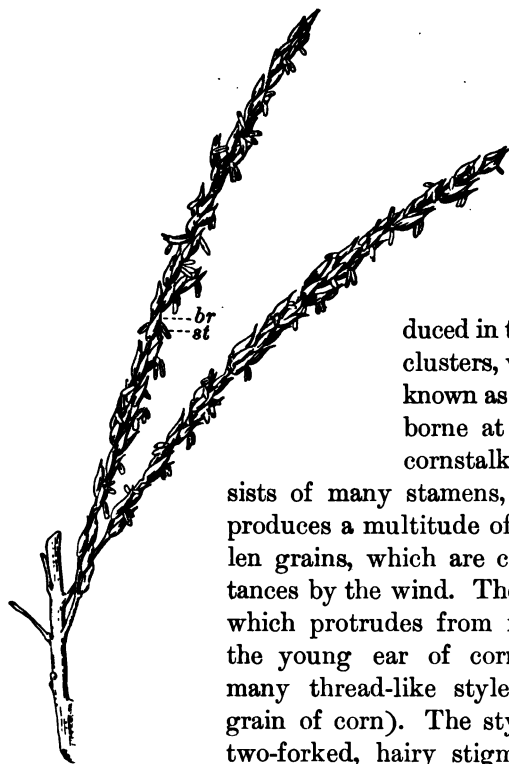 br
st
duced in t
clusters,
known as
borne at
cornstalk
sists of many stamens,
produces a multitude of
len grains, which are c
tances by the wind. The
which protrudes from
the young ear of corn
many thread-like style
grain of corn). The sty
two-forked, hairy stigm